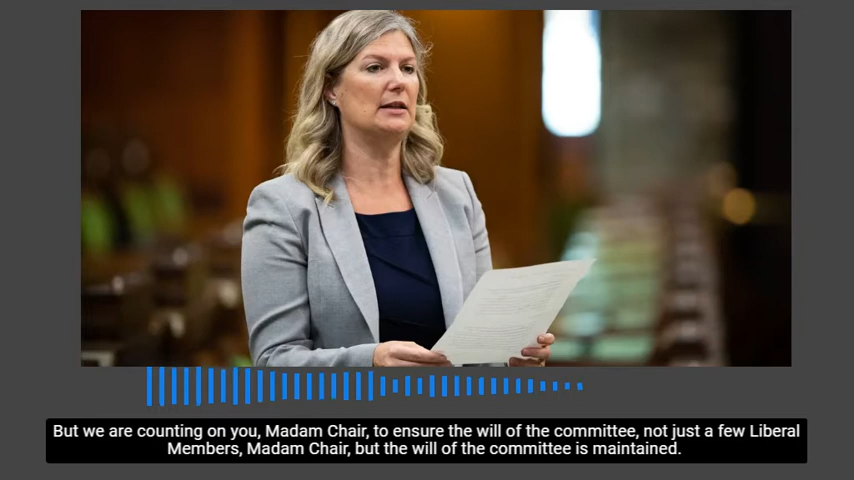 But we are counting on you, Madam Chair, to ensure the will of the committee, not just a few Liberal
Members, Madam Chair, but the will of the committee is maintained.